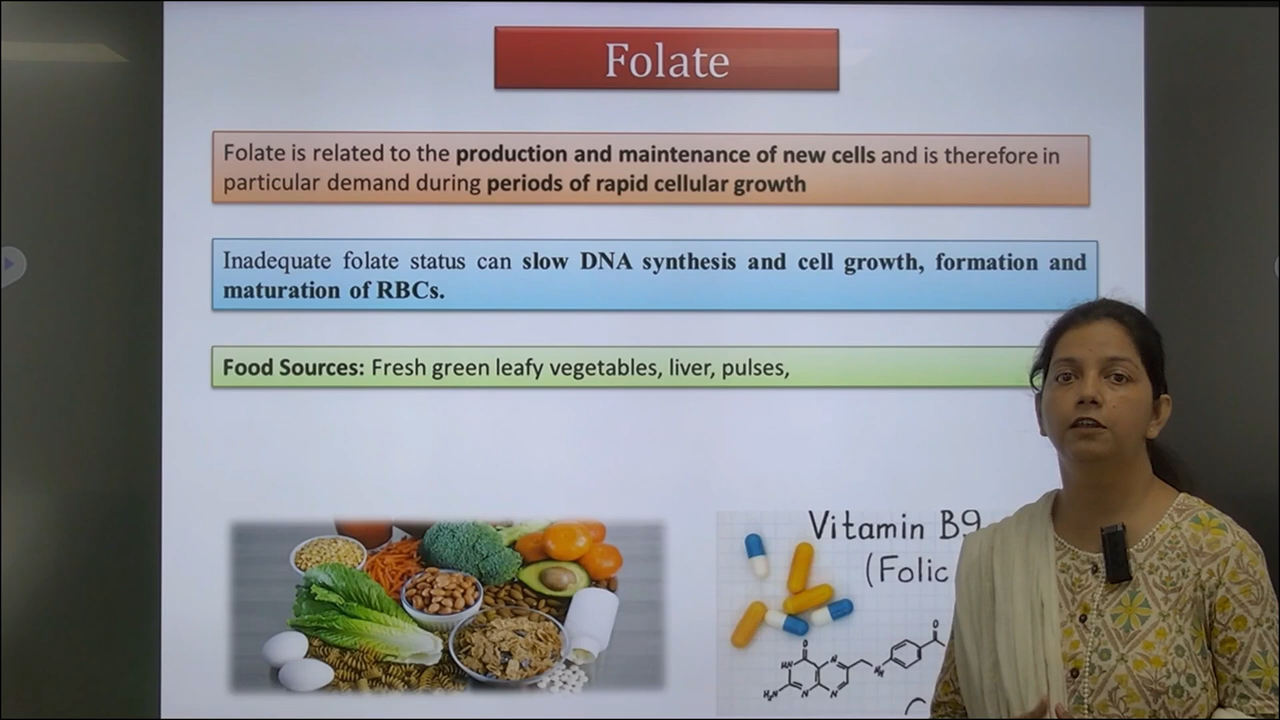 Folate
Folate is related to the production and maintenance of new cells and is therefore in
particular demand during periods of rapid cellular growth
Inadequate folate status can slow DNA synthesis and cell growth, formation and
maturation of RBCs.
Food Sources: Fresh green leafy vegetables, liver, pulses,
Vitamin B9
(Folic
O
O
HN
N
N
H
H₂N
N
N